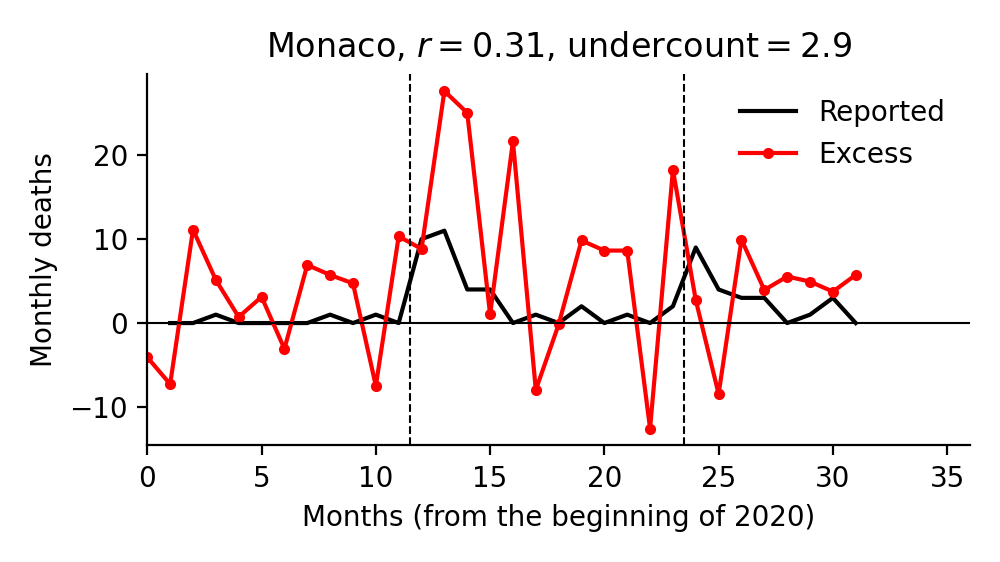 Monaco, r = 0.31, undercount = 2.9
Reported
Excess
Monthly deaths
20
10
0
−10
0 5 10 15 20 25 30 35
Months (from the beginning of 2020)